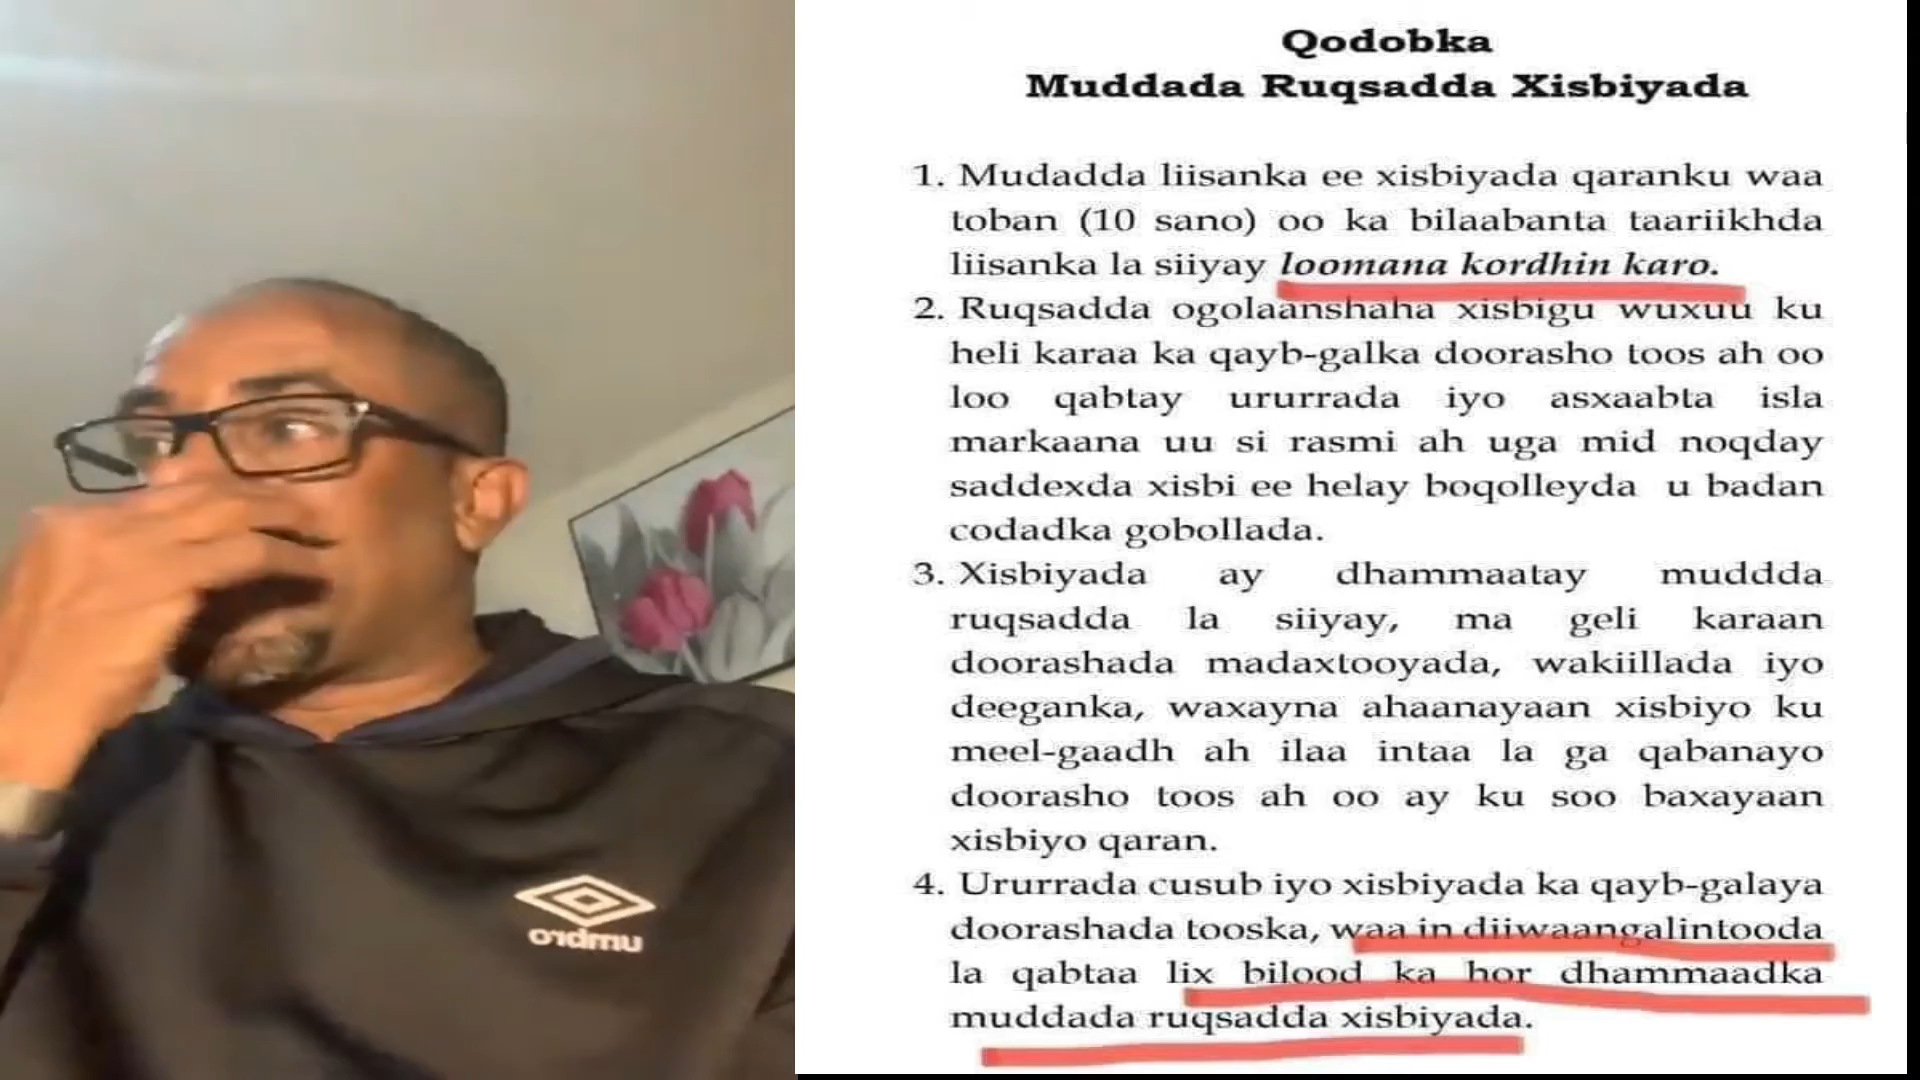 Qodobka
Muddada Ruqsadda Xisbiyada
1. Mudadda liisanka ee xisbiyada qaranku waa
toban (10 sano) oo ka bilaabanta taariikhda
liisanka la siiyay loomana kordhin karo.
2. Ruqsadda ogolaanshaha xisbigu wuxuu ku
heli karaa ka qayb-galka doorasho toos ah oo
loo qabtay ururrada iyo asxaabta isla
markaana uu si rasmi ah uga mid noqday
saddexda xisbi ee helay boqolleyda u badan
codadka gobollada.
3. Xisbiyada ay dhammaatay muddda
ruqsadda la siiyay, ma geli karaan
doorashada madaxtooyada, wakiillada iyo
deeganka, waxayna ahaanayaan xisbiyo ku
meel-gaadh ah ilaa intaa la ga qabanayo
doorasho toos ah oo ay ku soo baxayaan
xisbiyo qaran.
4. Ururrada cusub iyo xisbiyada ka qayb-galaya
doorashada tooska, waa in diiwaangalintooda
la qabtaa lix bilood ka hor dhammaadka
muddada ruqsadda xisbiyada.
umbro